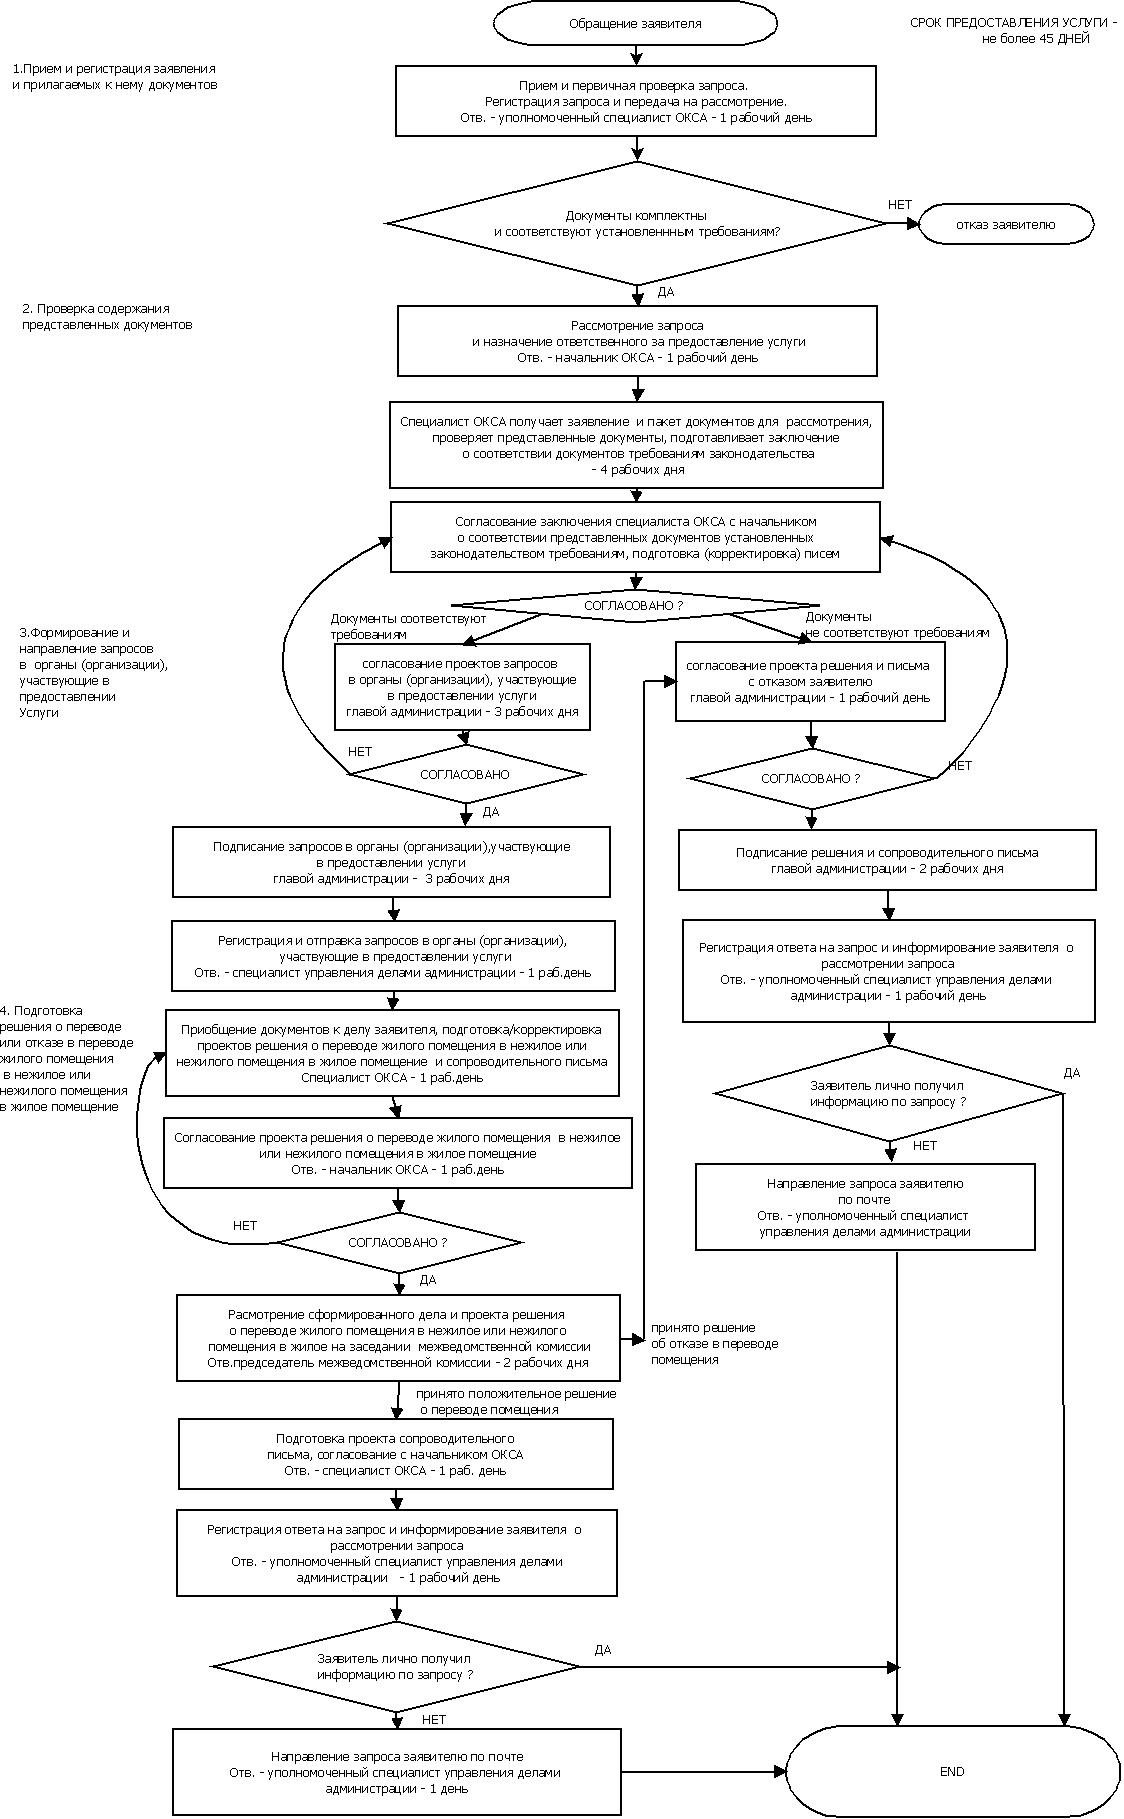 Обращение заявителя
СРОК ПРЕДОСТАВЛЕНИЯ УСЛУГИ -
не более 45 ДНЕЙ
1.Прием и регистрация заявления
и прилагаемых к нему документов
Прием и первичная проверка запроса.
Регистрация запроса и передача на рассмотрение.
Отв. - уполномоченный специалист ОКСА - 1 рабочий день
Документы комплектны
и соответствуют установленнным требованиям?
НЕТ
отказ заявителю
ДА
2. Проверка содержания
представленных документов
Рассмотрение запроса
и назначение ответственного за предоставление услуги
Отв. - начальник ОКСА - 1 рабочий день
Специалист ОКСА получает заявление и пакет документов для рассмотрения,
проверяет представленные документы, подготавливает заключение
о соответствии документов требованиям законодательства
- 4 рабочих дня
Согласование заключения специалиста ОКСА с начальником
о соответствии представленных документов установленных
законодательством требованиям, подготовка (корректировка) писем
СОГЛАСОВАНО ?
Документы соответствуют
требованиям
Документы
не соответствуют требованиям
3.Формирование и
направление запросов
в органы (организации),
участвующие в
предоставлении
Услуги
согласование проектов запросов
в органы (организации), участвующие
в предоставлении услуги
главой администрации - 3 рабочих дня
согласование проекта решения и письма
с отказом заявителю
главой администрации - 1 рабочий день
НЕТ
СОГЛАСОВАНО
СОГЛАСОВАНО ?
НЕТ
ДА
Подписание запросов в органы (организации),участвующие
в предоставлении услуги
главой администрации - 3 рабочих дня
Подписание решения и сопроводительного письма
главой администрации - 2 рабочих дня
Регистрация и отправка запросов в органы (организации),
участвующие в предоставлении услуги
Отв. - специалист управления делами администрации - 1 раб.день
Регистрация ответа на запрос и информирование заявителя о
рассмотрении запроса
Отв. - уполномоченный специалист управления делами
администрации - 1 рабочий день
4. Подготовка
решения о переводе
или отказе в переводе
жилого помещения
в нежилое или
нежилого помещения
в жилое помещение
Приобщение документов к делу заявителя, подготовка/корректировка
проектов решения о переводе жилого помещения в нежилое или
нежилого помещения в жилое помещение и сопроводительного письма
Специалист ОКСА - 1 раб.день
Заявитель лично получил
информацию по запросу ?
ДА
НЕТ
Согласование проекта решения о переводе жилого помещения в нежилое
или нежилого помещения в жилое помещение
Отв. - начальник ОКСА - 1 раб.день
Направление запроса заявителю
по почте
Отв. - уполномоченный специалист
управления делами администрации
НЕТ
СОГЛАСОВАНО ?
ДА
Расмотрение сформированного дела и проекта решения
о переводе жилого помещения в нежилое или нежилого
помещения в жилое на заседании межведомственной комиссии
Отв.председатель межведомственной комиссии - 2 рабочих дня
принято решение
об отказе в переводе
помещения
принято положительное решение
о переводе помещения
Подготовка проекта сопроводительного
письма, согласование с начальником ОКСА
Отв. - специалист ОКСА - 1 раб. день
Регистрация ответа на запрос и информирование заявителя о
рассмотрении запроса
Отв. - уполномоченный специалист управления делами
администрации - 1 рабочий день
Заявитель лично получил
информацию по запросу ?
ДА
НЕТ
Направление запроса заявителю по почте
Отв. - уполномоченный специалист управления делами
администрации - 1 день
END